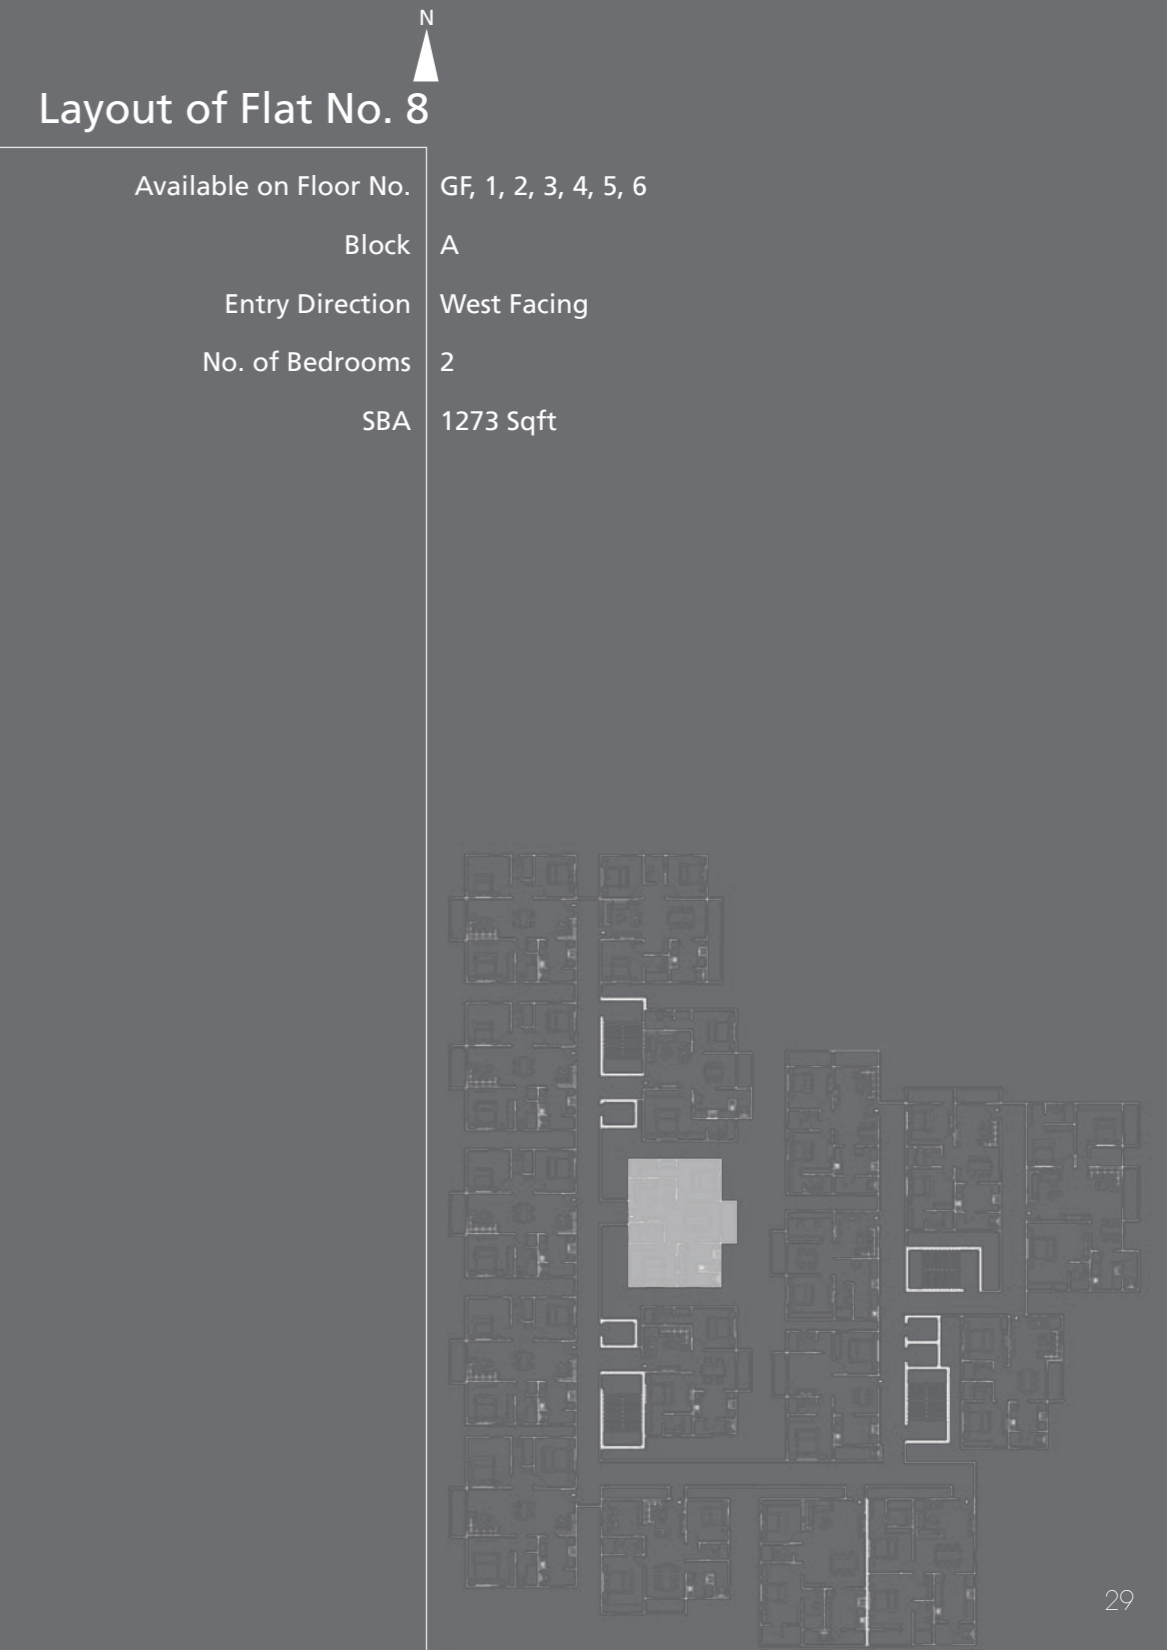 N
Layout of Flat No. 8
Available on Floor No. GF, 1, 2, 3, 4, 5, 6
Block A
Entry Direction West Facing
No. of Bedrooms 2
SBA 1273 Sqft
29